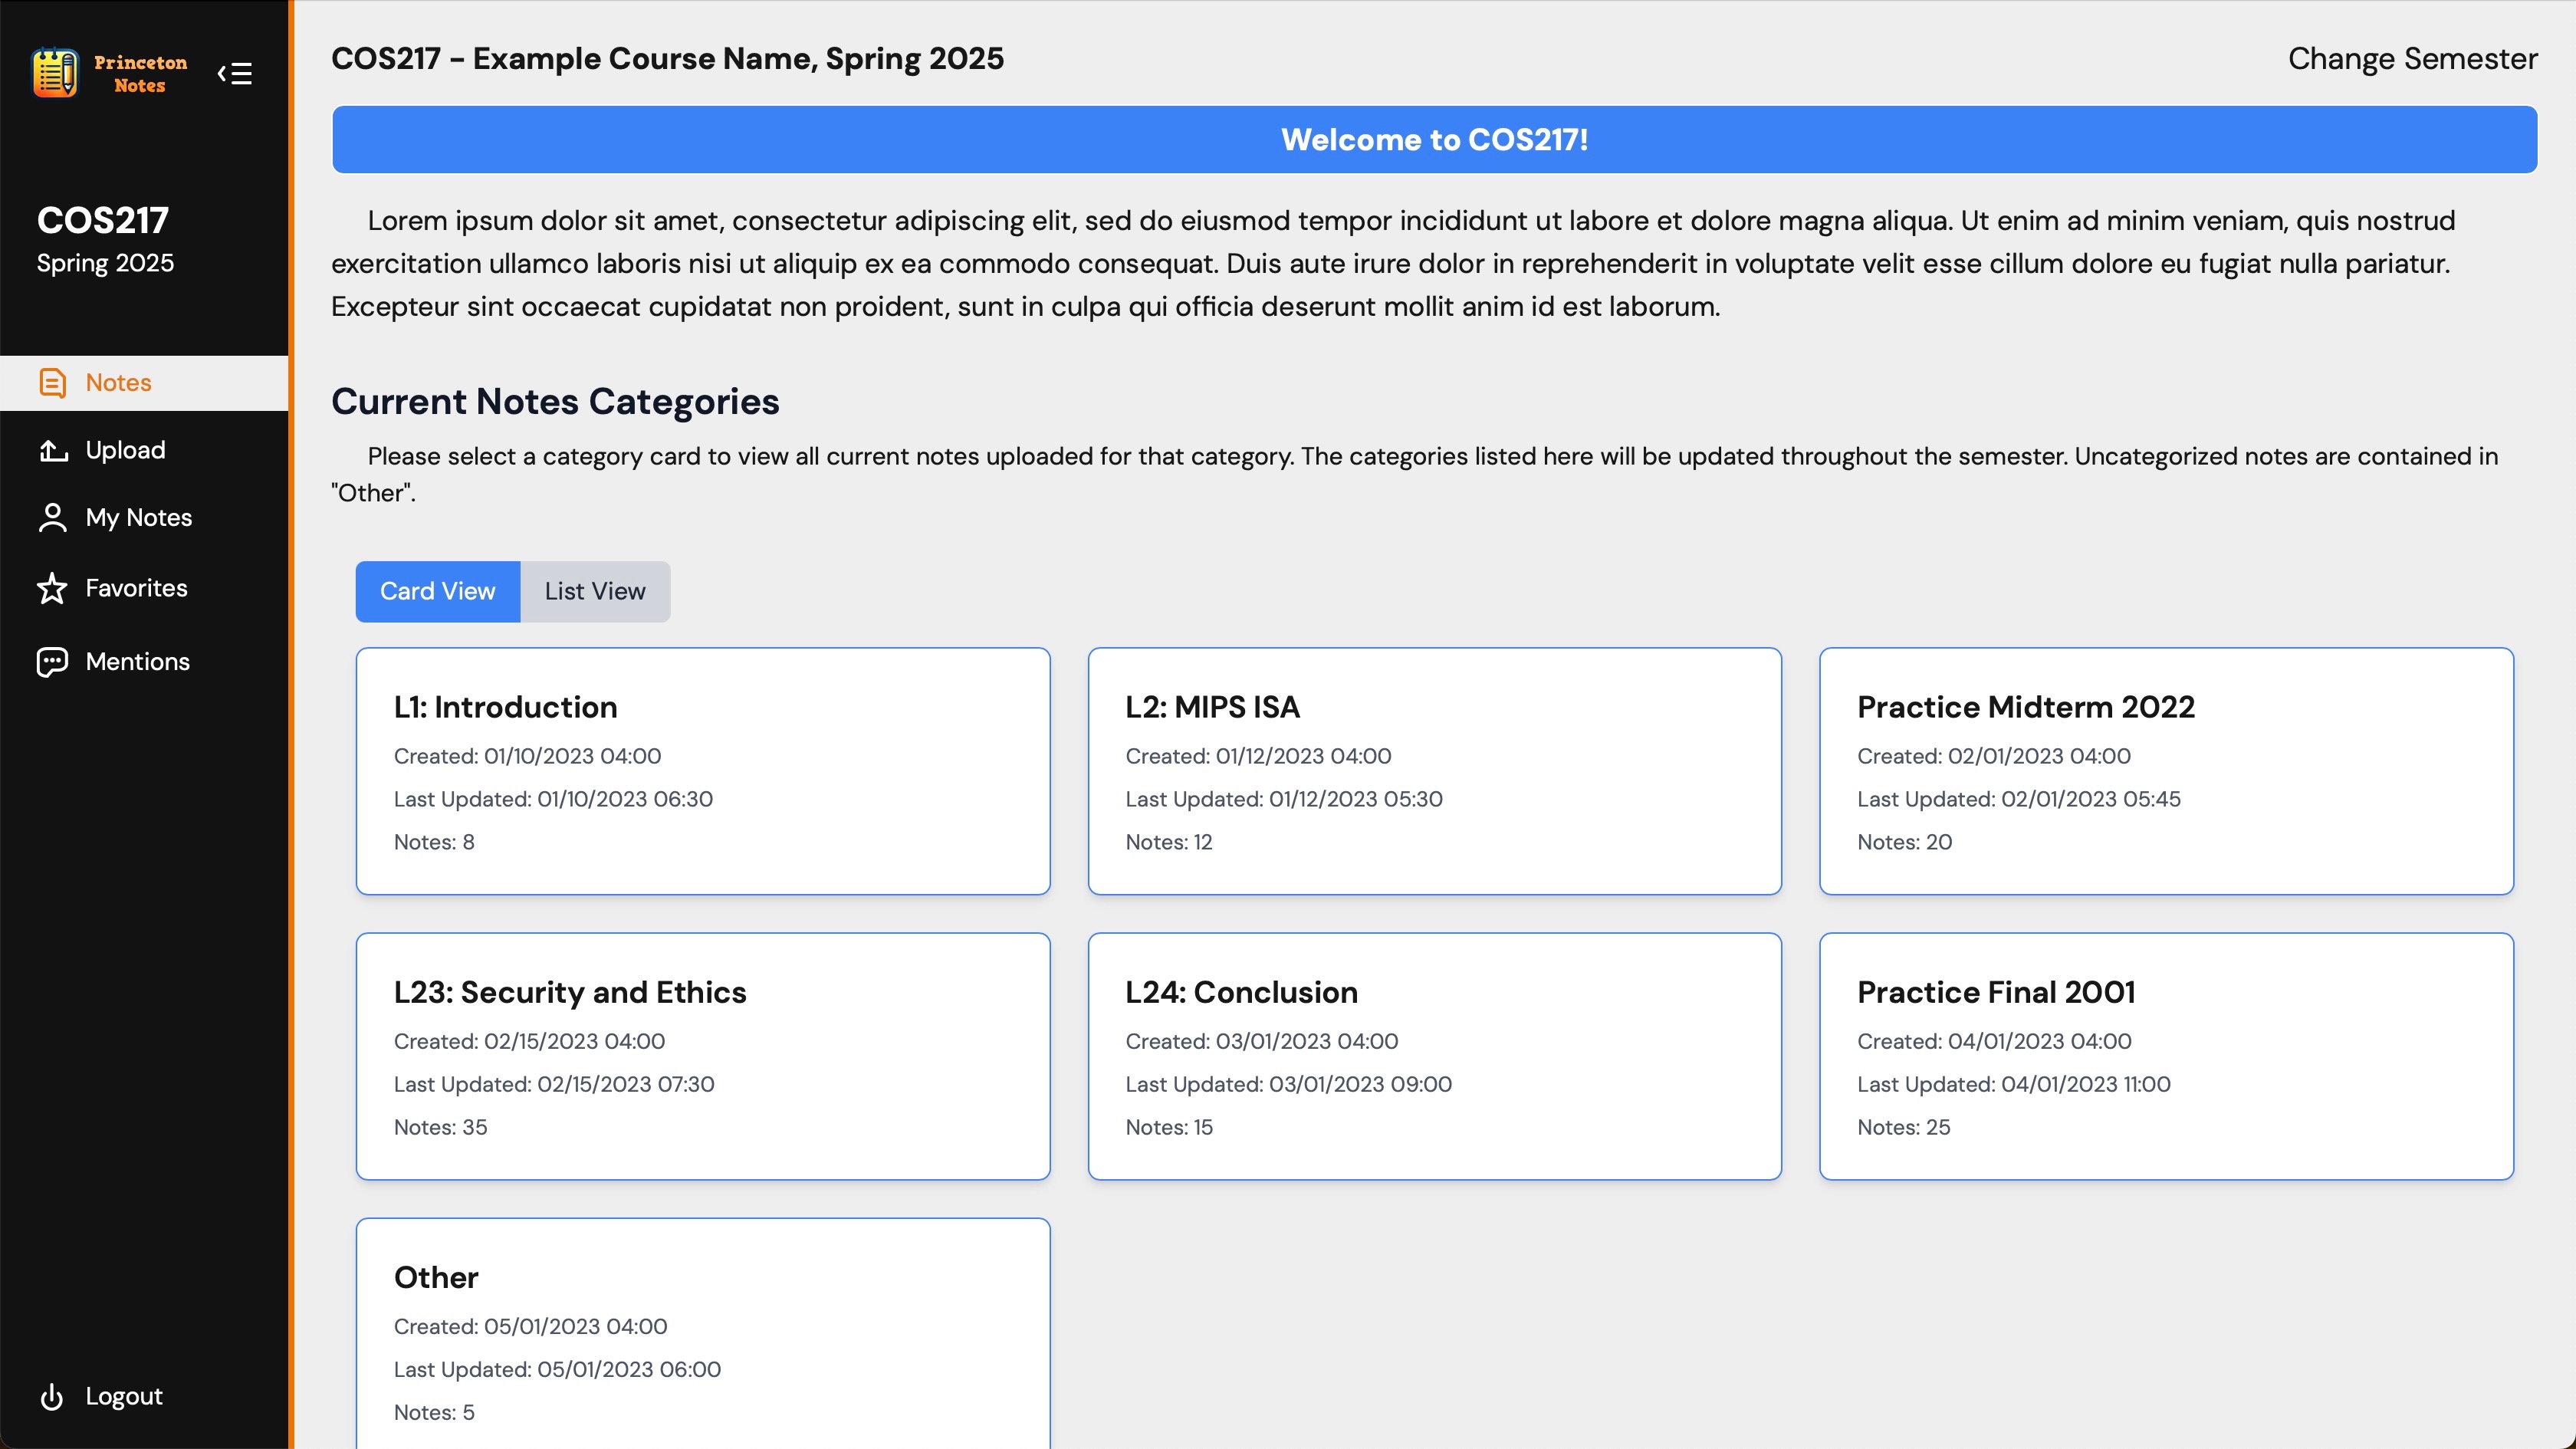 Princeton
Notes
COS217
Spring 2025
Notes
Upload
My Notes
Favorites
Mentions
Logout
COS217 - Example Course Name, Spring 2025
Change Semester
Welcome to COS217!
Lorem ipsum dolor sit amet, consectetur adipiscing elit, sed do eiusmod tempor incididunt ut labore et dolore magna aliqua. Ut enim ad minim veniam, quis nostrud
exercitation ullamco laboris nisi ut aliquip ex ea commodo consequat. Duis aute irure dolor in reprehenderit in voluptate velit esse cillum dolore eu fugiat nulla pariatur.
Excepteur sint occaecat cupidatat non proident, sunt in culpa qui officia deserunt mollit anim id est laborum.
Current Notes Categories
Please select a category card to view all current notes uploaded for that category. The categories listed here will be updated throughout the semester. Uncategorized notes are contained in
"Other".
Card View
List View
L1: Introduction
Created: 01/10/2023 04:00
Last Updated: 01/10/2023 06:30
Notes: 8
L2: MIPS ISA
Created: 01/12/2023 04:00
Last Updated: 01/12/2023 05:30
Notes: 12
Practice Midterm 2022
Created: 02/01/2023 04:00
Last Updated: 02/01/2023 05:45
Notes: 20
L23: Security and Ethics
Created: 02/15/2023 04:00
Last Updated: 02/15/2023 07:30
Notes: 35
L24: Conclusion
Created: 03/01/2023 04:00
Last Updated: 03/01/2023 09:00
Notes: 15
Practice Final 2001
Created: 04/01/2023 04:00
Last Updated: 04/01/2023 11:00
Notes: 25
Other
Created: 05/01/2023 04:00
Last Updated: 05/01/2023 06:00
Notes: 5